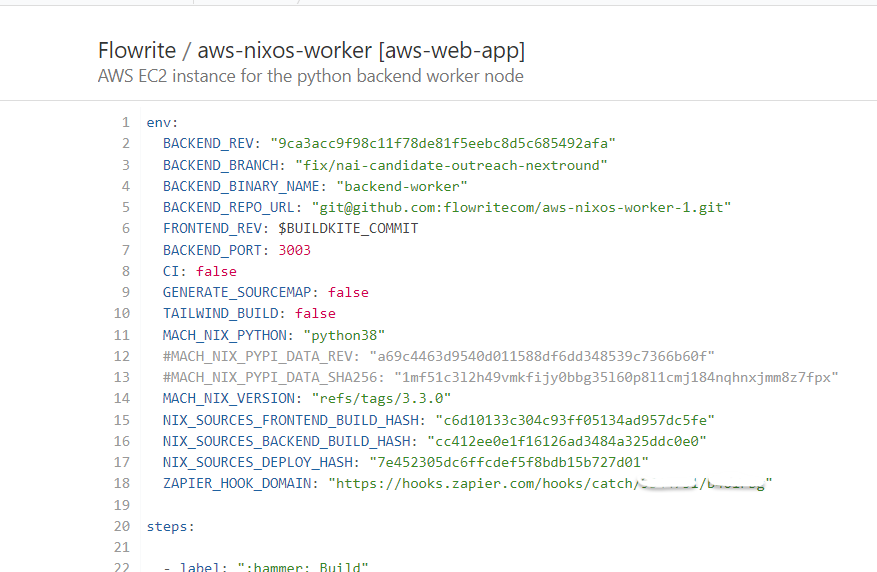 Flowrite / aws-nixos-worker [aws-web-app]
AWS EC2 instance for the python backend worker node
1 env:
2 BACKEND_REV: "9ca3acc9f98c11f78de81f5eebc8d5c685492afa"
3 BACKEND_BRANCH: "fix/nai-candidate-outreach-nextround"
4 BACKEND_BINARY_NAME: "backend-worker"
5 BACKEND_REPO_URL: "git@github.com:flowritecom/aws-nixos-worker-1.git"
6 FRONTEND_REV: $BUILDKITE_COMMIT
7 BACKEND_PORT: 3003
8 CI: false
9 GENERATE_SOURCEMAP: false
10 TAILWIND_BUILD: false
11 MACH_NIX_PYTHON: "python38"
12 #MACH_NIX_PYPI_DATA_REV: "a69c4463d9540d011588df6dd348539c7366b60f"
13 #MACH_NIX_PYPI_DATA_SHA256: "1mf51c3l2h49vmkfijy0bbg35l60p8l1cmj184nqhnxjmm8z7fpx"
14 MACH_NIX_VERSION: "refs/tags/3.3.0"
15 NIX_SOURCES_FRONTEND_BUILD_HASH: "c6d10133c304c93ff05134ad957dc5fe"
16 NIX_SOURCES_BACKEND_BUILD_HASH: "cc412ee0e1f16126ad3484a325ddc0e0"
17 NIX_SOURCES_DEPLOY_HASH: "7e452305dc6ffcdef5f8bdb15b727d01"
18 ZAPIER_HOOK_DOMAIN: "https://hooks.zapier.com/hooks/catch/
19
20 steps:
21
22 - label: ":hammer: Build"